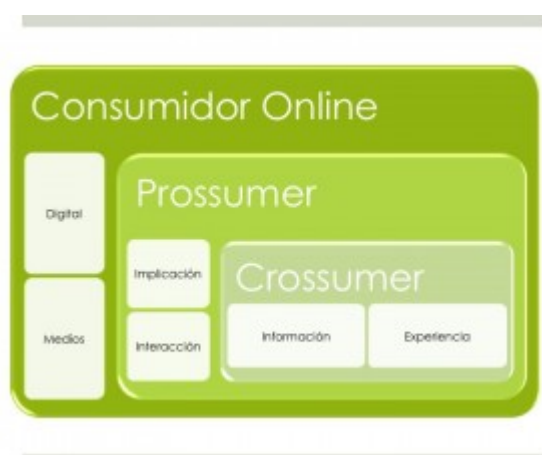 Consumidor Online
Digital
Medios
Prossumer
Implicación
Interacción
Crossumer
Información
Experiencia